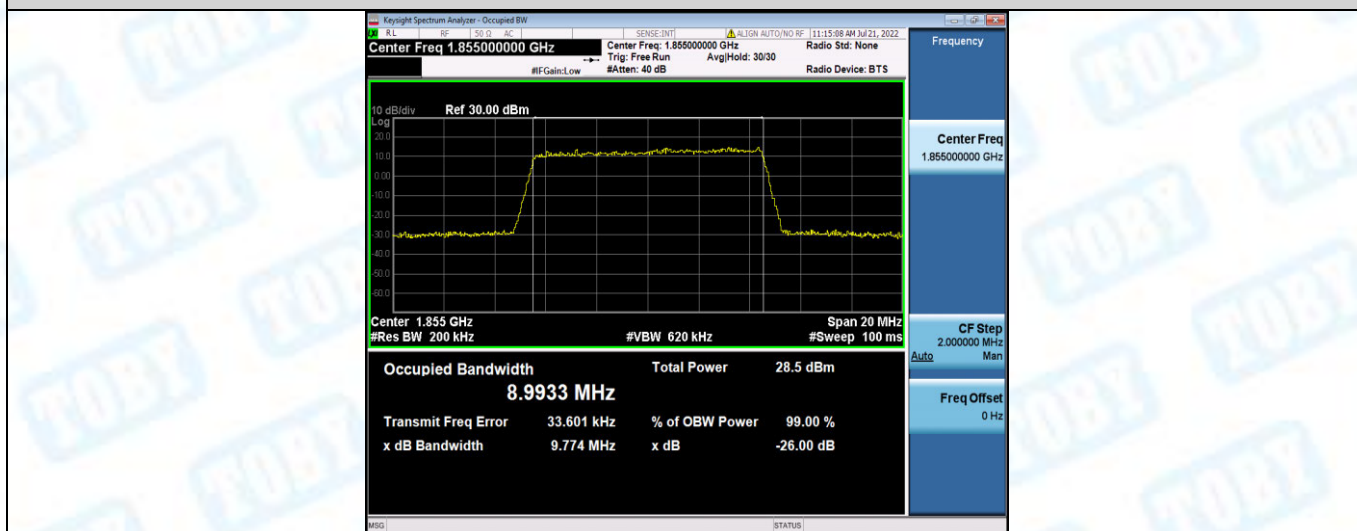 Keysight Spectrum Analyzer - Occupied BW
RL RF 50 Ω AC SENSE:INT ALIGN AUTO/NO RF 11:15:08 AM Jul 21, 2022
Center Freq 1.855000000 GHz
Center Freq: 1.855000000 GHz Radio Std: None
Trig: Free Run Avg|Hold: 30/30
#IFGain:Low #Atten: 40 dB Radio Device: BTS
Frequency
10 dB/div Ref 30.00 dBm
Log
20.0
10.0
0.00
-10.0
-20.0
-30.0
-40.0
-50.0
-60.0
Center 1.855 GHz Span 20 MHz
#Res BW 200 kHz #VBW 620 kHz #Sweep 100 ms
Occupied Bandwidth Total Power 28.5 dBm
8.9933 MHz
Transmit Freq Error 33.601 kHz % of OBW Power 99.00 %
x dB Bandwidth 9.774 MHz x dB -26.00 dB
Center Freq
1.855000000 GHz
CF Step
2.000000 MHz
Auto Man
Freq Offset
0 Hz
MSG STATUS
TOBY
TOBY
TOBY
TOBY
TOBY
TOBY
TOBY
TOBY